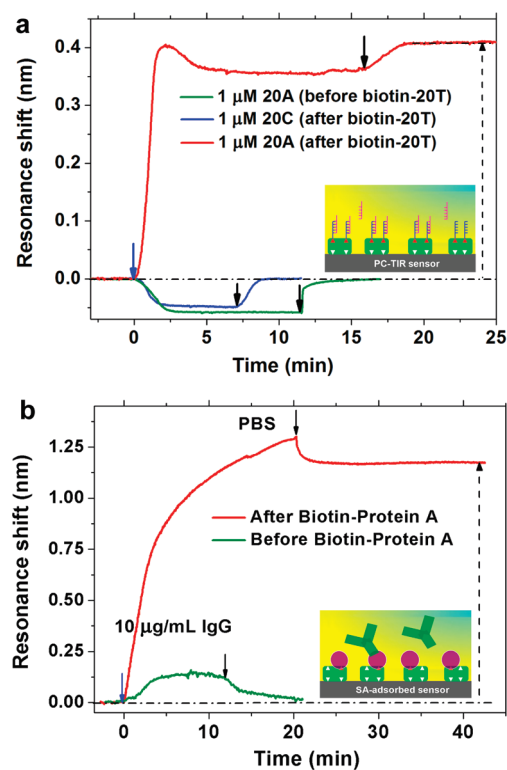 a
Resonance shift (nm)
0.4
0.3
0.2
0.1
0.0
1 µM 20A (before biotin-20T)
1 µM 20C (after biotin-20T)
1 µM 20A (after biotin-20T)
PC-TIR sensor
0 5 10 15 20 25
Time (min)
b
Resonance shift (nm)
1.25
1.00
0.75
0.50
0.25
0.00
PBS
After Biotin-Protein A
Before Biotin-Protein A
10 µg/mL IgG
SA-adsorbed sensor
0 10 20 30 40
Time (min)